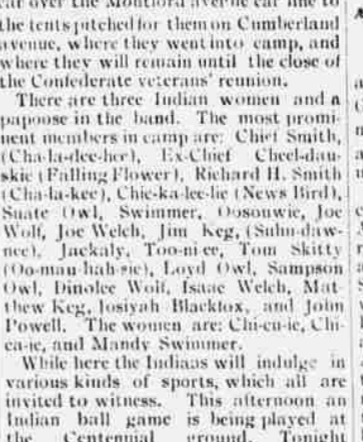 car over the Montford avenue car line to
the tents pitched for them on Cumberland
avenue, where they went into camp, and
where they will remain until the close of
the Confederate veterans' reunion.
There are three Indian women and a
papoose in the band. The most promi-
nent members in camp are: Chief Smith,
(Cha-la-dee-her), Ex-Chief Cheel-dau-
skie (Falling Flower), Richard H. Smith
(Cha-la-kee), Chic-ka-lee-lie (News Bird),
Suate Owl, Swimmer, Oosonwie, Joe
Wolf, Joe Welch, Jim Keg, (Suhu-daw-
nee), Jackaly, Too-ni-ee, Tom Skitty
(Oo-mau-hah-sie), Loyd Owl, Sampson
Owl, Dinolee Wolf, Isaac Welch, Mat-
thew Keg, Josiyah Blackfox, and John
Powell. The women are: Chi-cu-ie, Chi-
ca-ie, and Mandy Swimmer.
While here the Indiaas will indulge in
various kinds of sports, which all are
invited to witness. This afternoon an
Indian ball game is being played at
the Centennial ground. Tonight